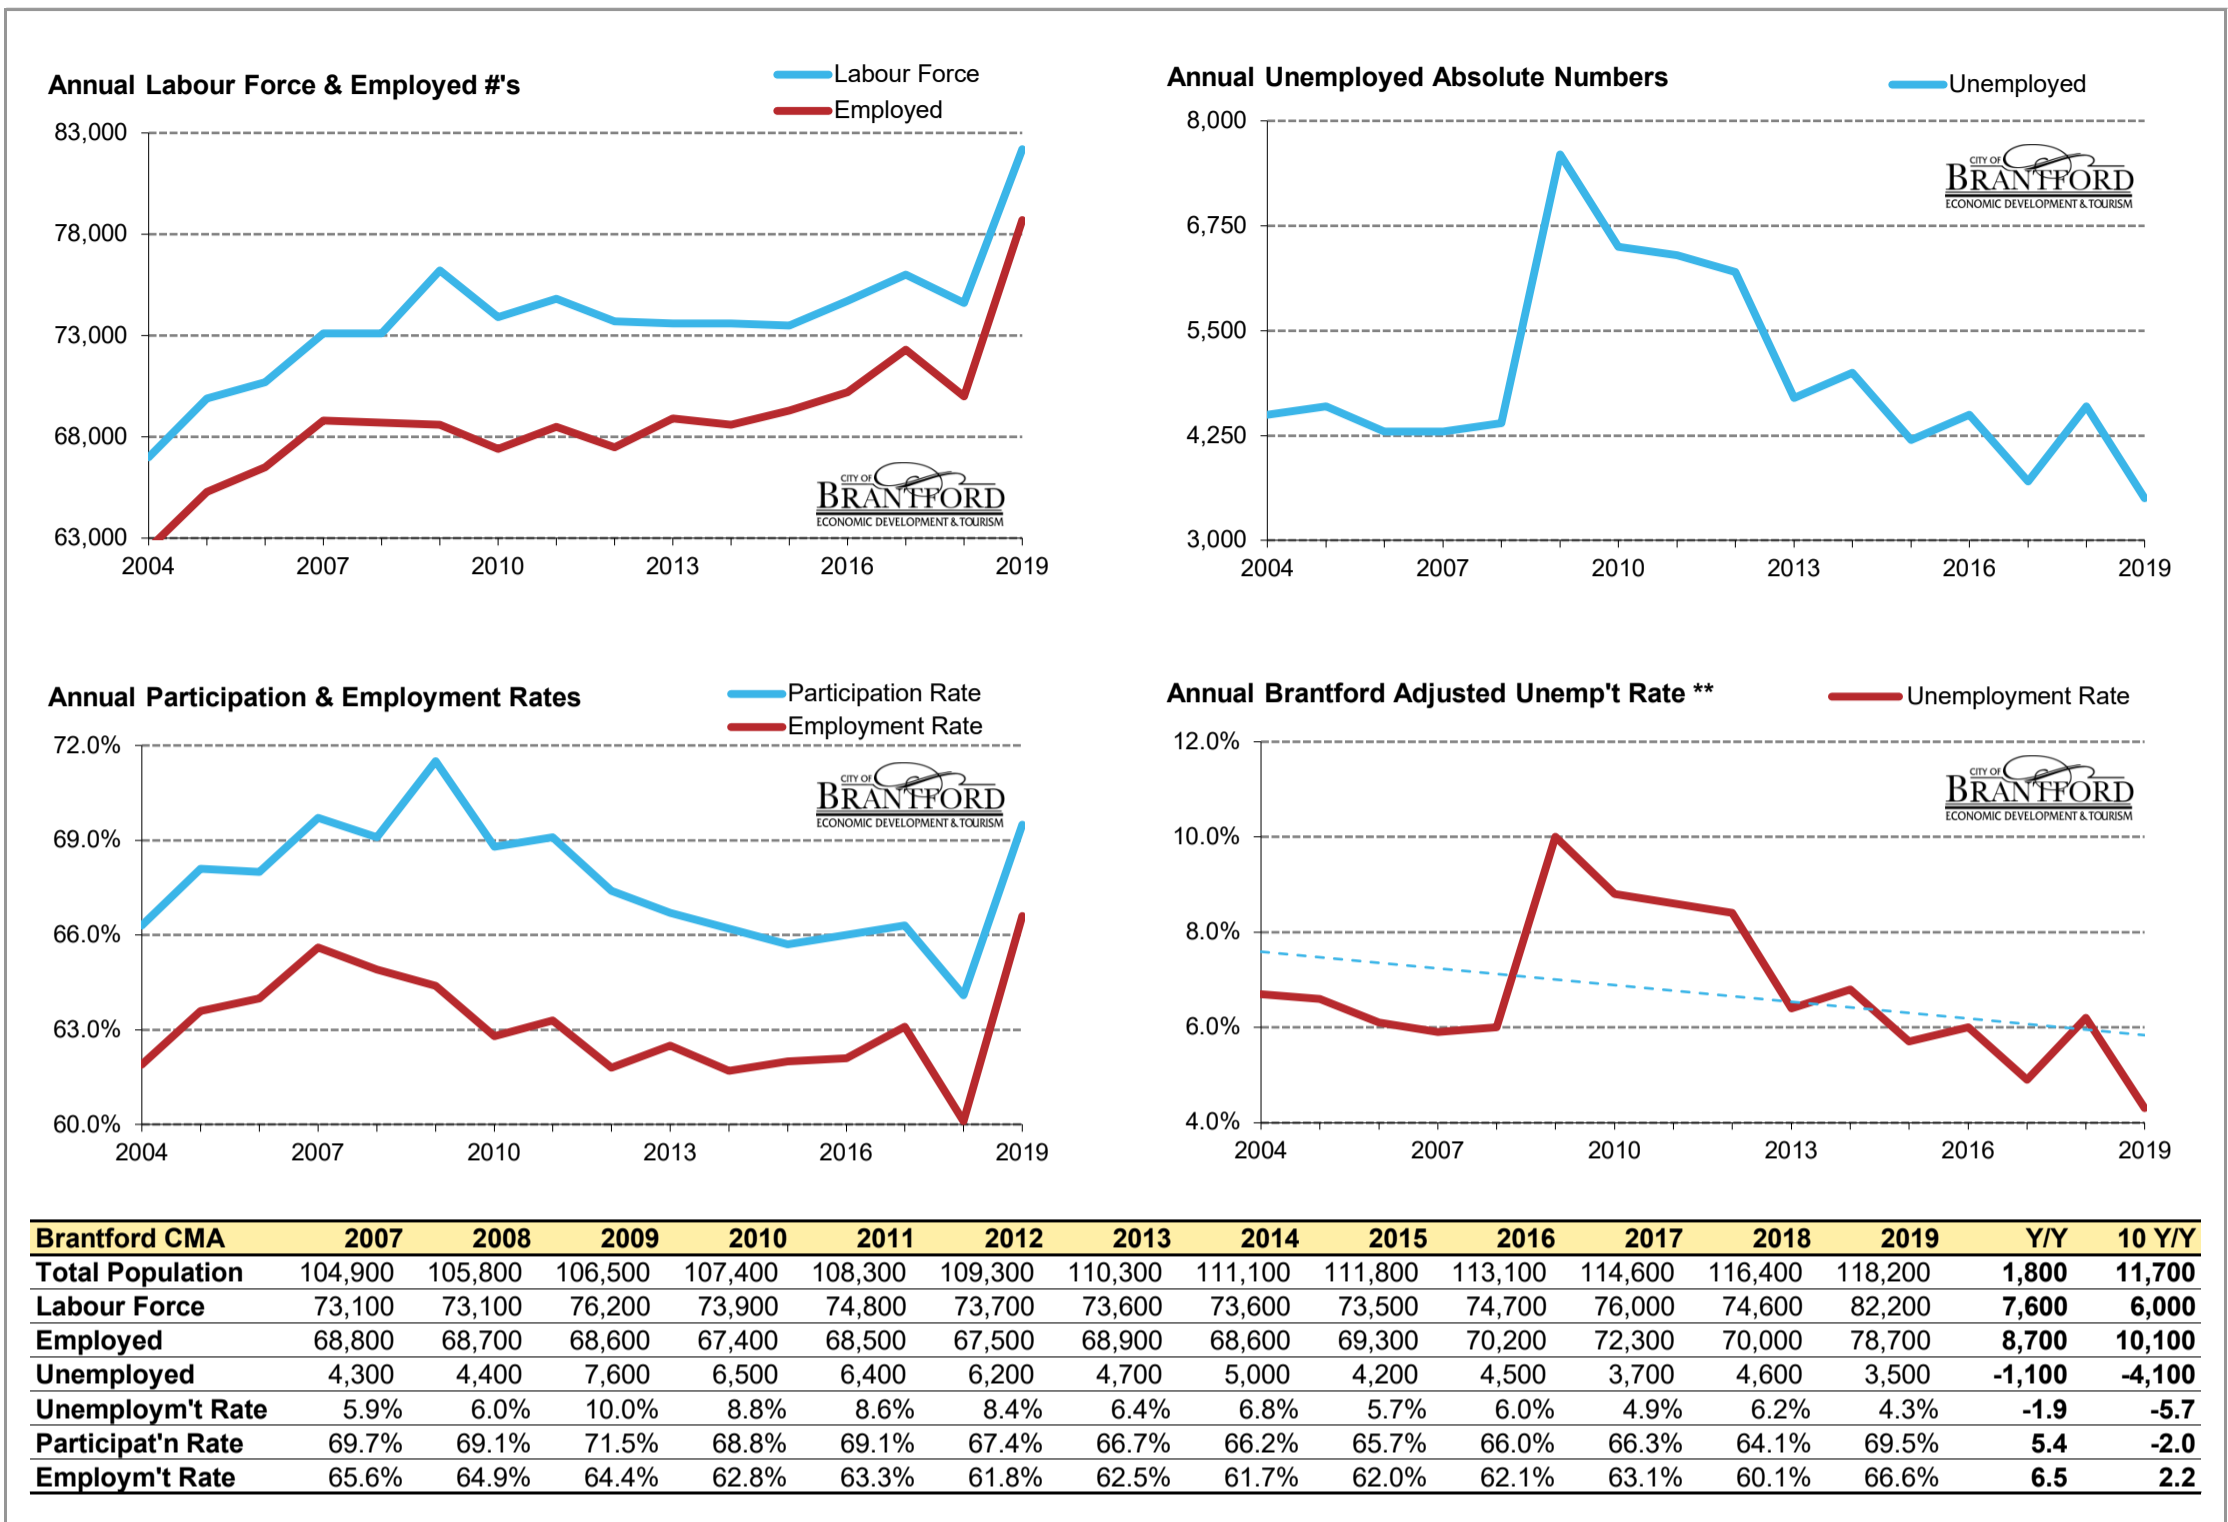 Annual Labour Force & Employed #'s
Labour Force
Employed
83,000
78,000
73,000
68,000
63,000
2004 2007 2010 2013 2016 2019
CITY OF
BRANTFORD
ECONOMIC DEVELOPMENT & TOURISM
Annual Unemployed Absolute Numbers
Unemployed
8,000
6,750
5,500
4,250
3,000
2004 2007 2010 2013 2016 2019
CITY OF
BRANTFORD
ECONOMIC DEVELOPMENT & TOURISM
Annual Participation & Employment Rates
Participation Rate
Employment Rate
72.0%
69.0%
66.0%
63.0%
60.0%
2004 2007 2010 2013 2016 2019
CITY OF
BRANTFORD
ECONOMIC DEVELOPMENT & TOURISM
Annual Brantford Adjusted Unemp't Rate **
Unemployment Rate
12.0%
10.0%
8.0%
6.0%
4.0%
2004 2007 2010 2013 2016 2019
CITY OF
BRANTFORD
ECONOMIC DEVELOPMENT & TOURISM
Brantford CMA 2007 2008 2009 2010 2011 2012 2013 2014 2015 2016 2017 2018 2019 Y/Y 10 Y/Y
Total Population 104,900 105,800 106,500 107,400 108,300 109,300 110,300 111,100 111,800 113,100 114,600 116,400 118,200 1,800 11,700
Labour Force 73,100 73,100 76,200 73,900 74,800 73,700 73,600 73,600 73,500 74,700 76,000 74,600 82,200 7,600 6,000
Employed 68,800 68,700 68,600 67,400 68,500 67,500 68,900 68,600 69,300 70,200 72,300 70,000 78,700 8,700 10,100
Unemployed 4,300 4,400 7,600 6,500 6,400 6,200 4,700 5,000 4,200 4,500 3,700 4,600 3,500 -1,100 -4,100
Unemploym't Rate 5.9% 6.0% 10.0% 8.8% 8.6% 8.4% 6.4% 6.8% 5.7% 6.0% 4.9% 6.2% 4.3% -1.9 -5.7
Participat'n Rate 69.7% 69.1% 71.5% 68.8% 69.1% 67.4% 66.7% 66.2% 65.7% 66.0% 66.3% 64.1% 69.5% 5.4 -2.0
Employm't Rate 65.6% 64.9% 64.4% 62.8% 63.3% 61.8% 62.5% 61.7% 62.0% 62.1% 63.1% 60.1% 66.6% 6.5 2.2